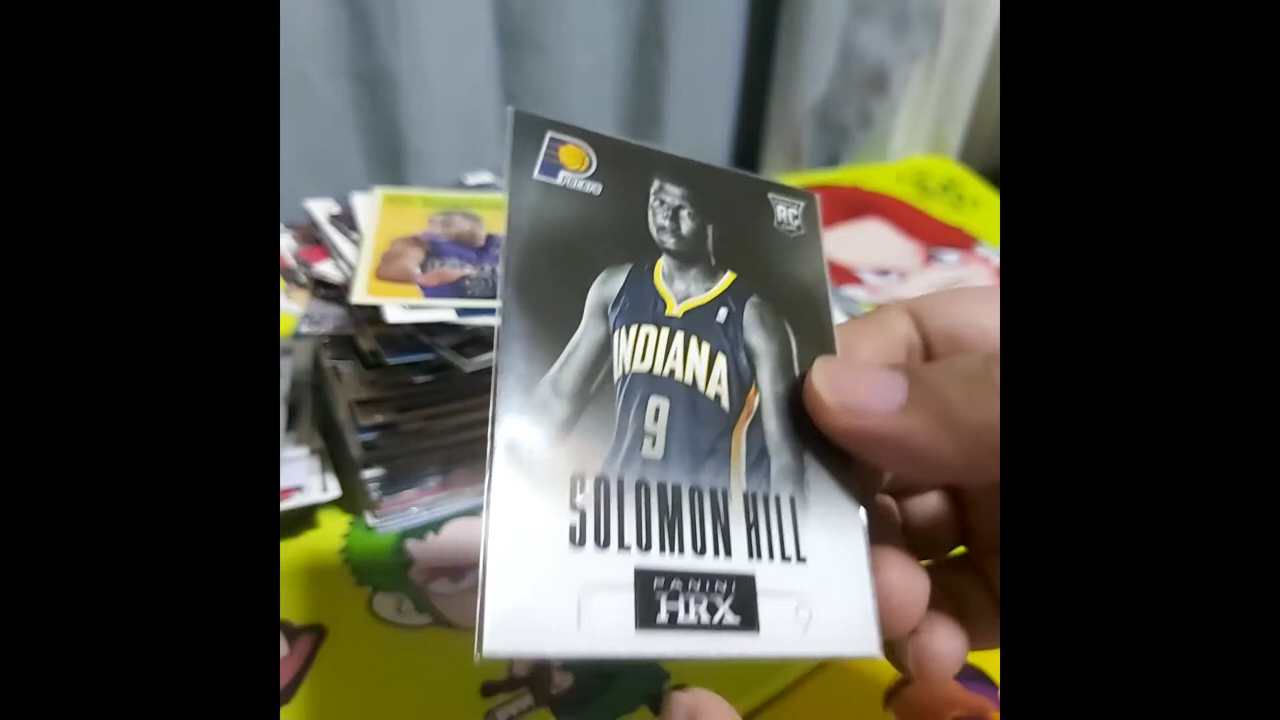 PACERS
RC
INDIANA
9
SOLOMON HILL
PANINI
HRX